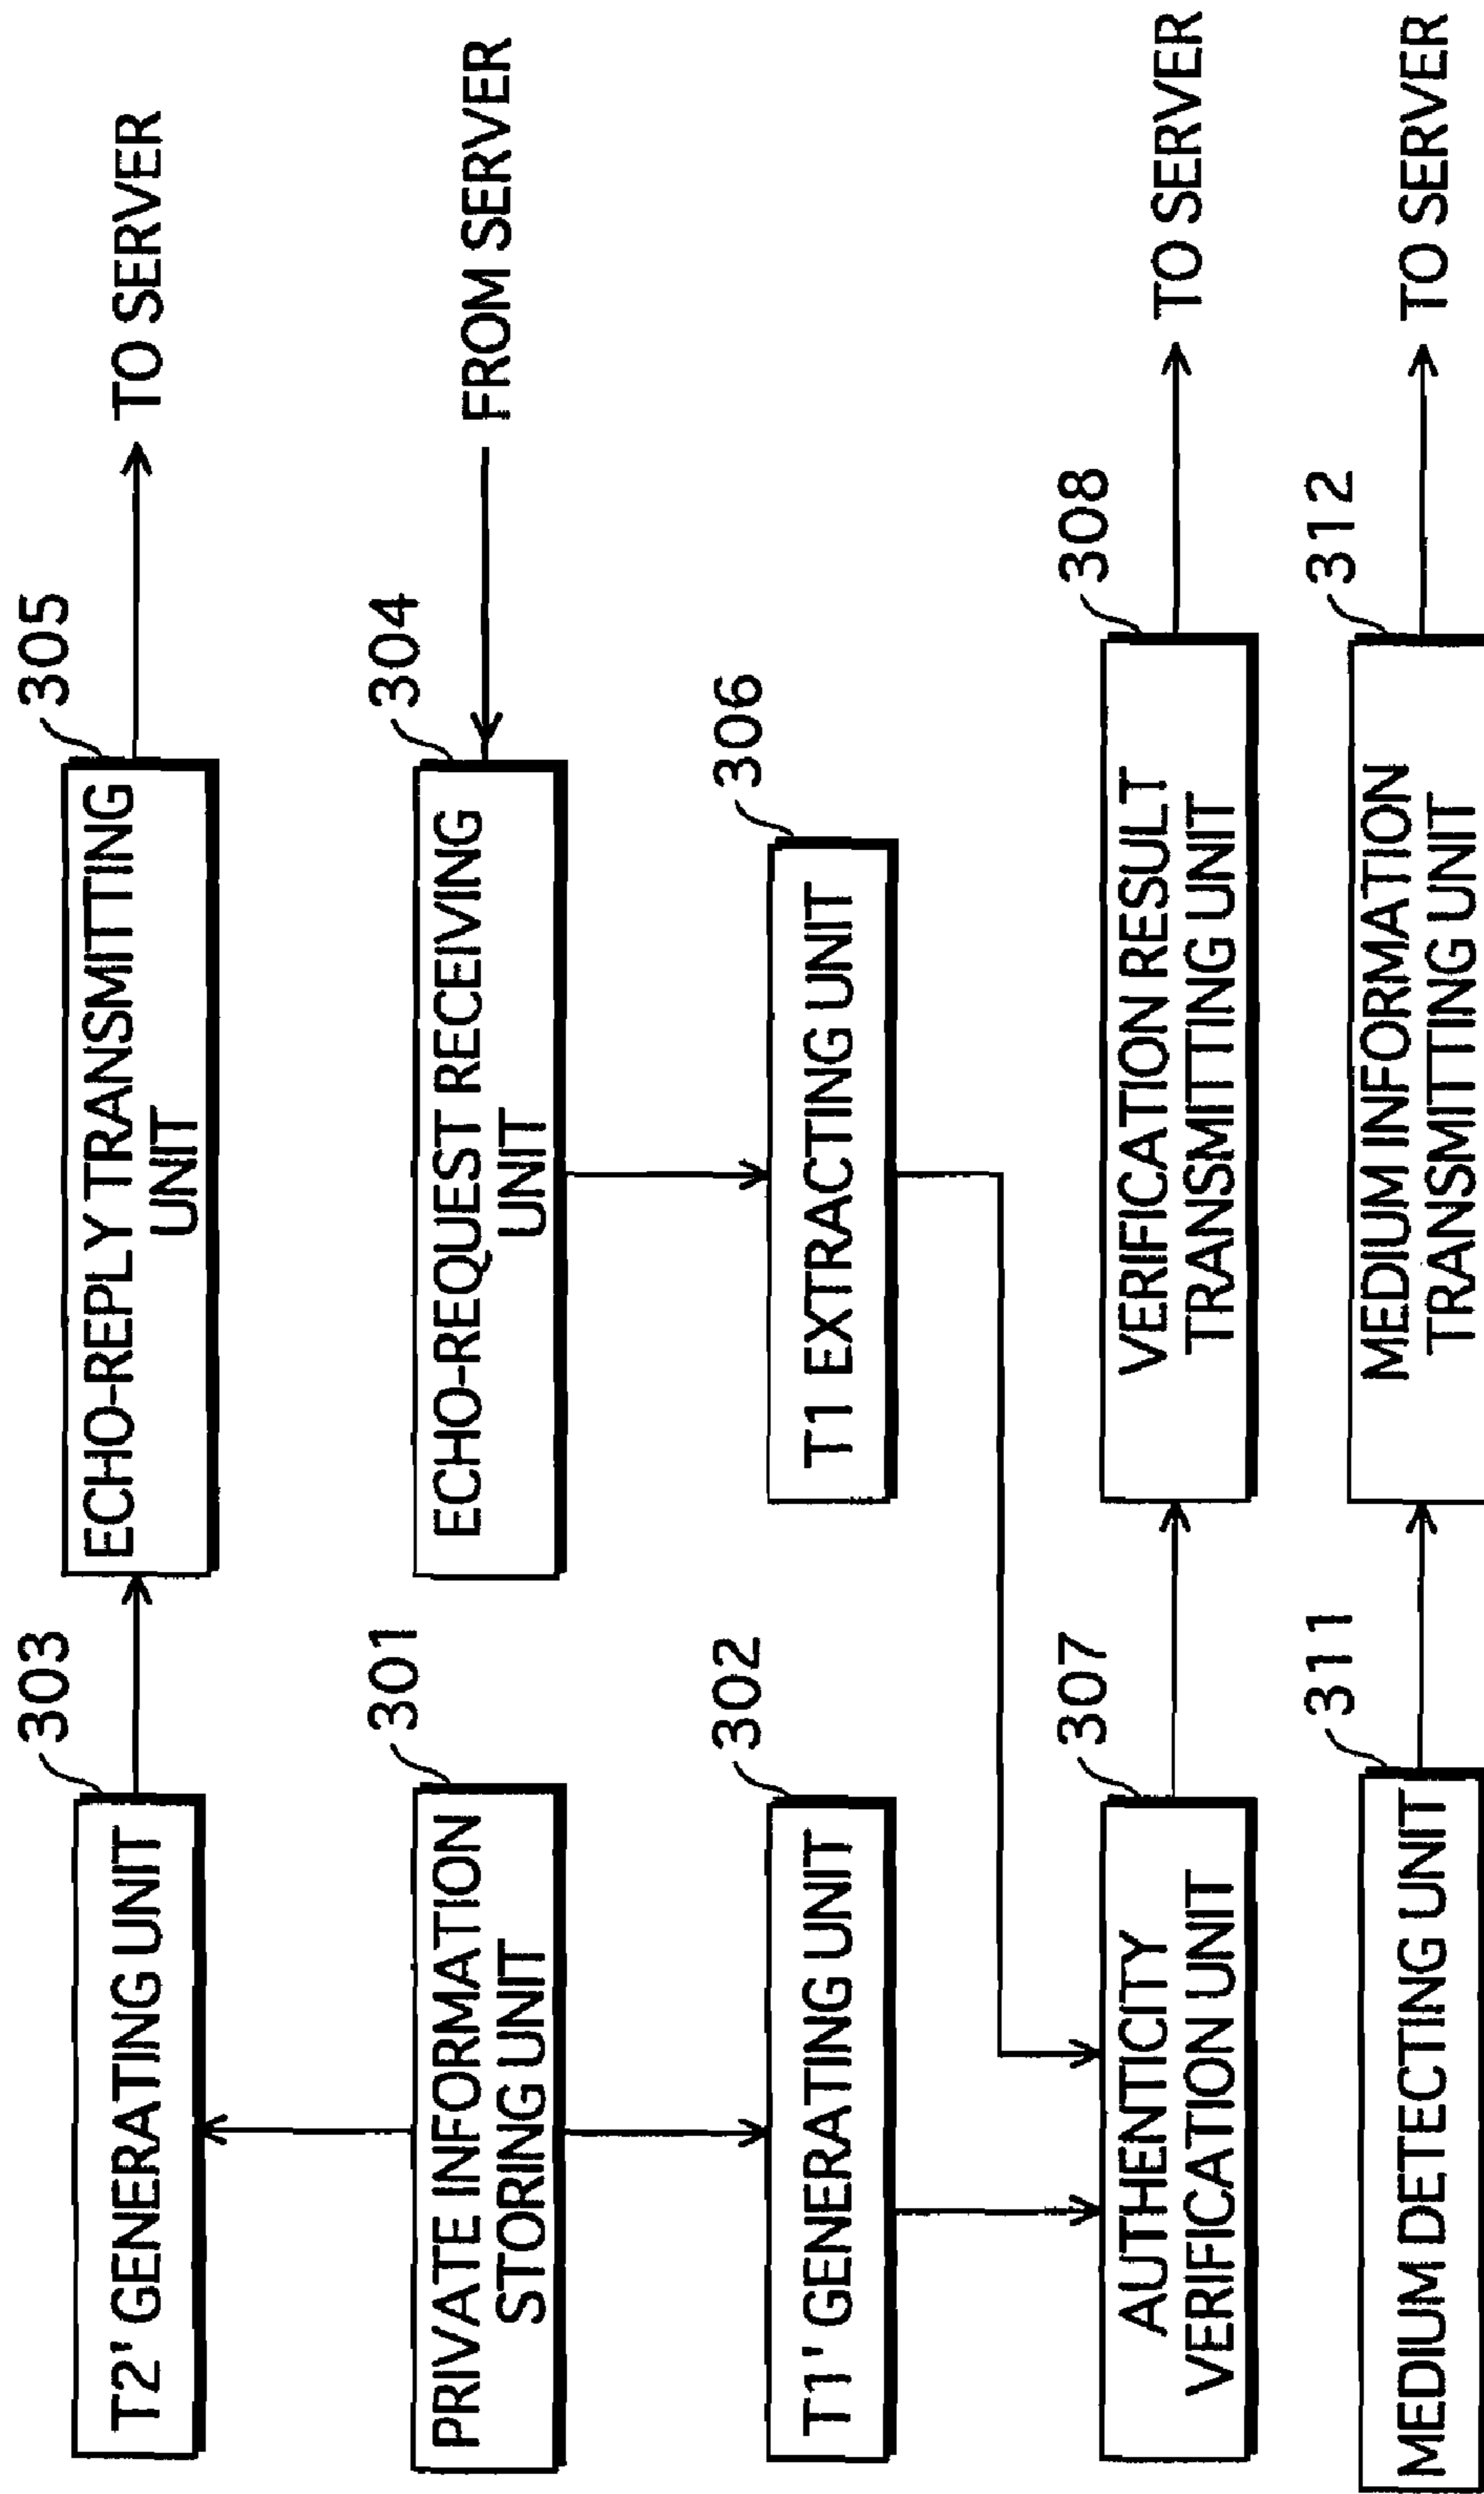 303
T2' GENERATING UNIT
305
ECHO-REPLY TRANSMITTING
UNIT
TO SERVER
301
PRIVATE INFORMATION
STORING UNIT
304
ECHO-REQUEST RECEIVING
UNIT
FROM SERVER
302
T1' GENERATING UNIT
306
T1 EXTRACTING UNIT
307
AUTHENTICITY
VERIFICATION UNIT
308
VERIFICATION RESULT
TRANSMITTING UNIT
TO SERVER
311
MEDIUM DETECTING UNIT
312
MEDIUM INFORMATION
TRANSMITTING UNIT
TO SERVER